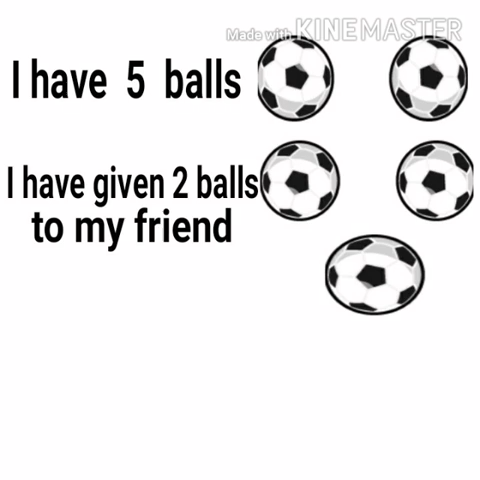 Made with KINEMASTER
I have 5 balls
I have given 2 balls
to my friend